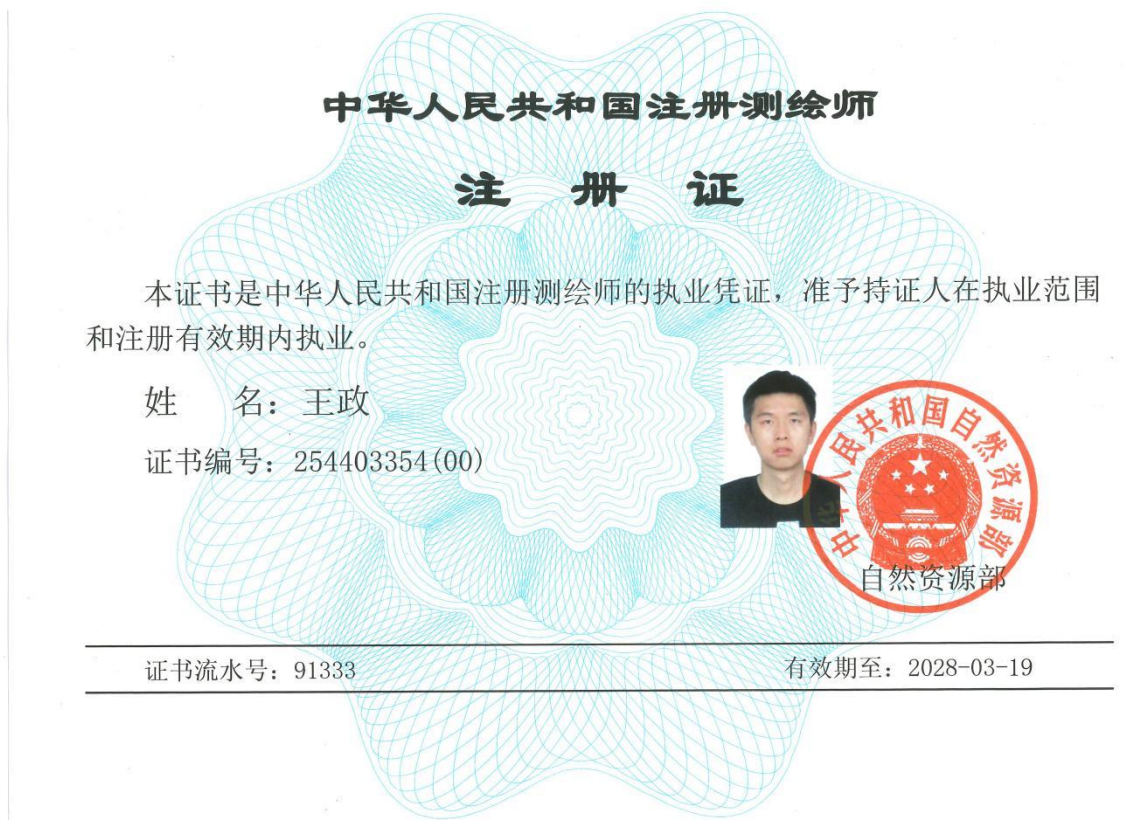 中华人民共和国注册测绘师
注 册 证
本证书是中华人民共和国注册测绘师的执业凭证，准予持证人在执业范围
和注册有效期内执业。
姓 名：王政
证书编号：254403354(00)
中华人民共和国自然资源部
自然资源部
证书流水号：91333
有效期至：2028-03-19